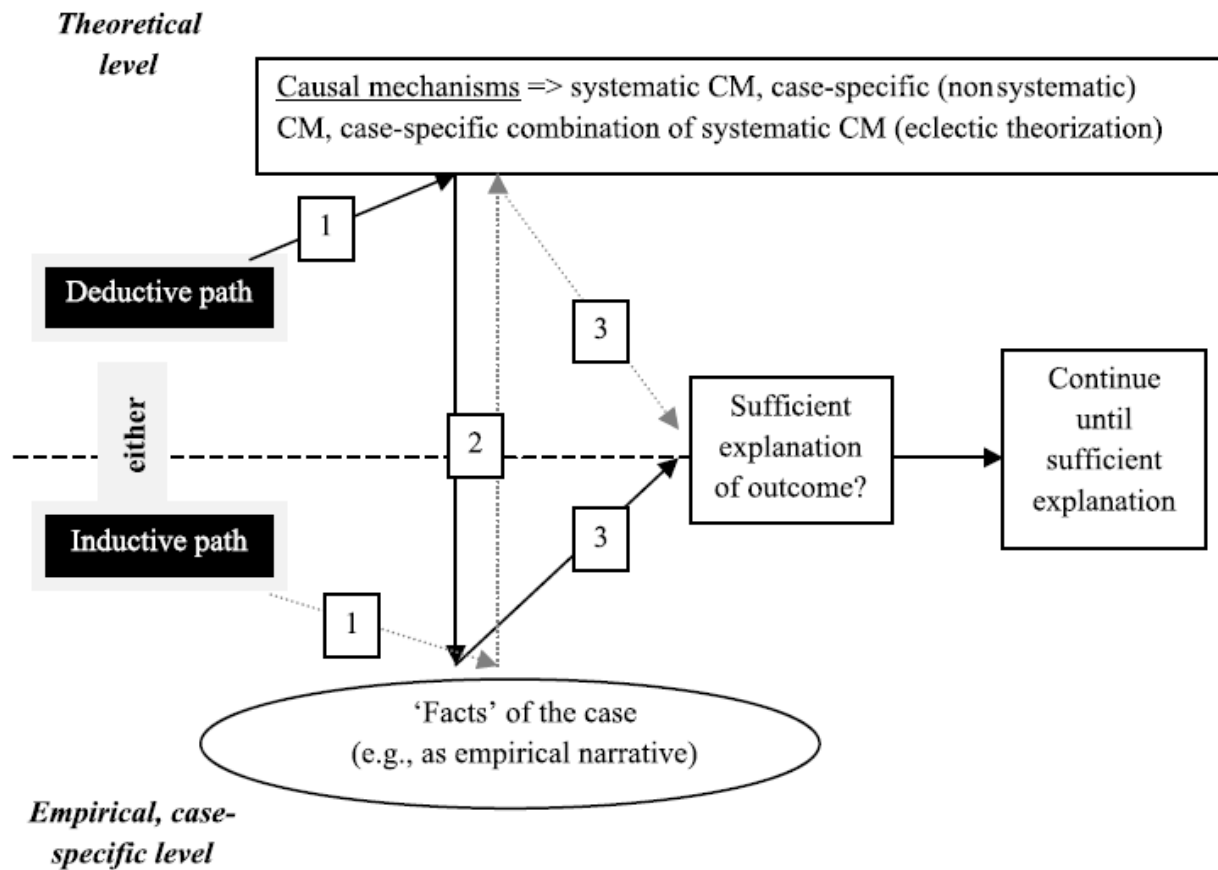 Theoretical
level
Causal mechanisms => systematic CM, case-specific (nonsystematic)
CM, case-specific combination of systematic CM (eclectic theorization)
1
Deductive path
3
either
2
Sufficient
explanation
of outcome?
Continue
until
sufficient
explanation
Inductive path
3
1
‘Facts’ of the case
(e.g., as empirical narrative)
Empirical, case-
specific level